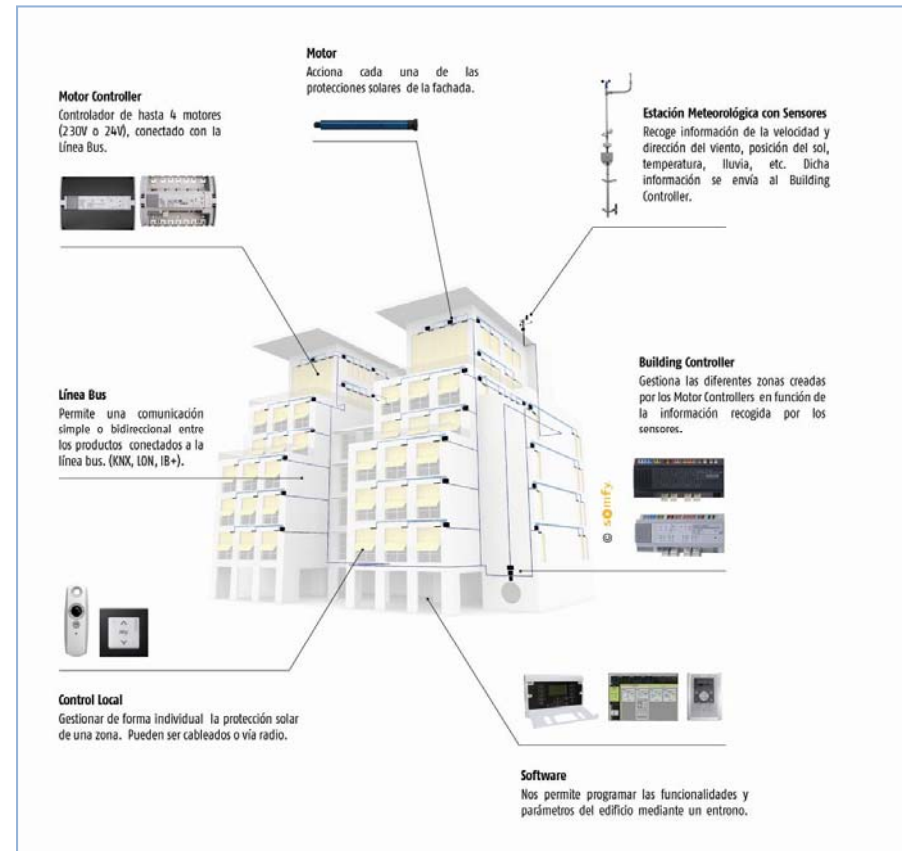 Motor
Acciona cada una de las
protecciones solares de la fachada.
Motor Controller
Controlador de hasta 4 motores
(230V o 24V), conectado con la
Línea Bus.
Estación Meteorológica con Sensores
Recoge información de la velocidad y
dirección del viento, posición del sol,
temperatura, lluvia, etc. Dicha
información se envía al Building
Controller.
Línea Bus
Permite una comunicación
simple o bidireccional entre
los productos conectados a la
línea bus. (KNX, LON, IB+).
Building Controller
Gestiona las diferentes zonas creadas
por los Motor Controllers en función de
la información recogida por los
sensores.
© somfy
Control Local
Gestionar de forma individual la protección solar
de una zona. Pueden ser cableados o vía radio.
Software
Nos permite programar las funcionalidades y
parámetros del edificio mediante un entrono.